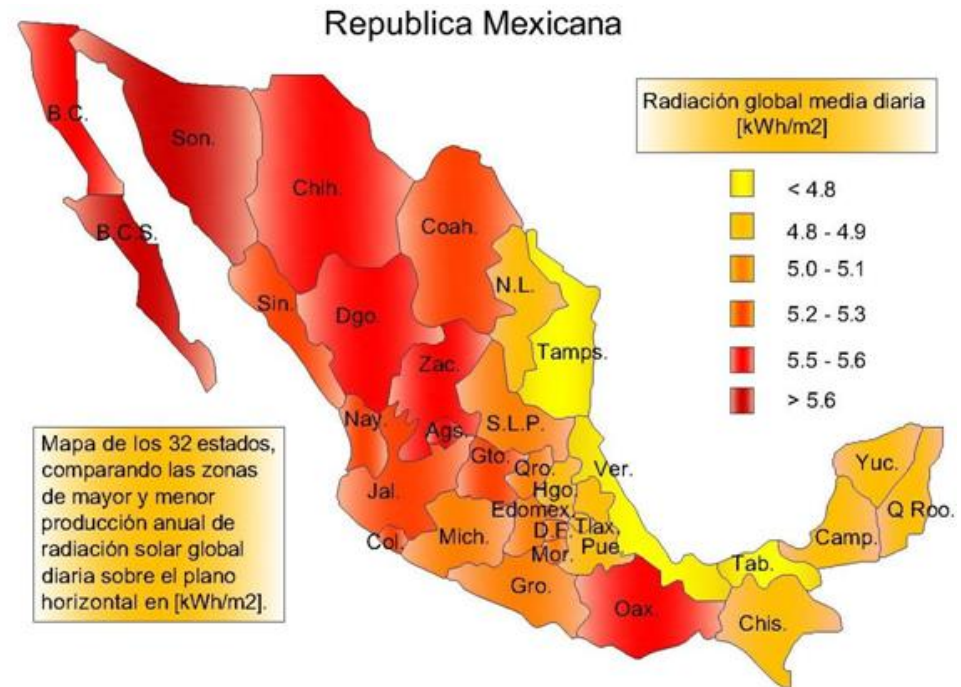 Republica Mexicana
Radiación global media diaria
[kWh/m2]
< 4.8
4.8 - 4.9
5.0 - 5.1
5.2 - 5.3
5.5 - 5.6
> 5.6
B.C.
Son.
Chih.
B.C.S.
Coah.
Sin.
Dgo.
N.L.
Tamps.
Zac.
Nay.
Ags.
S.L.P.
Gto.
Qro.
Ver.
Hgo.
Jal.
Edomex.
Tlax.
D.F.
Col.
Mich.
Mor.
Pue.
Gro.
Oax.
Tab.
Chis.
Yuc.
Q Roo.
Camp.
Mapa de los 32 estados,
comparando las zonas
de mayor y menor
producción anual de
radiación solar global
diaria sobre el plano
horizontal en [kWh/m2].